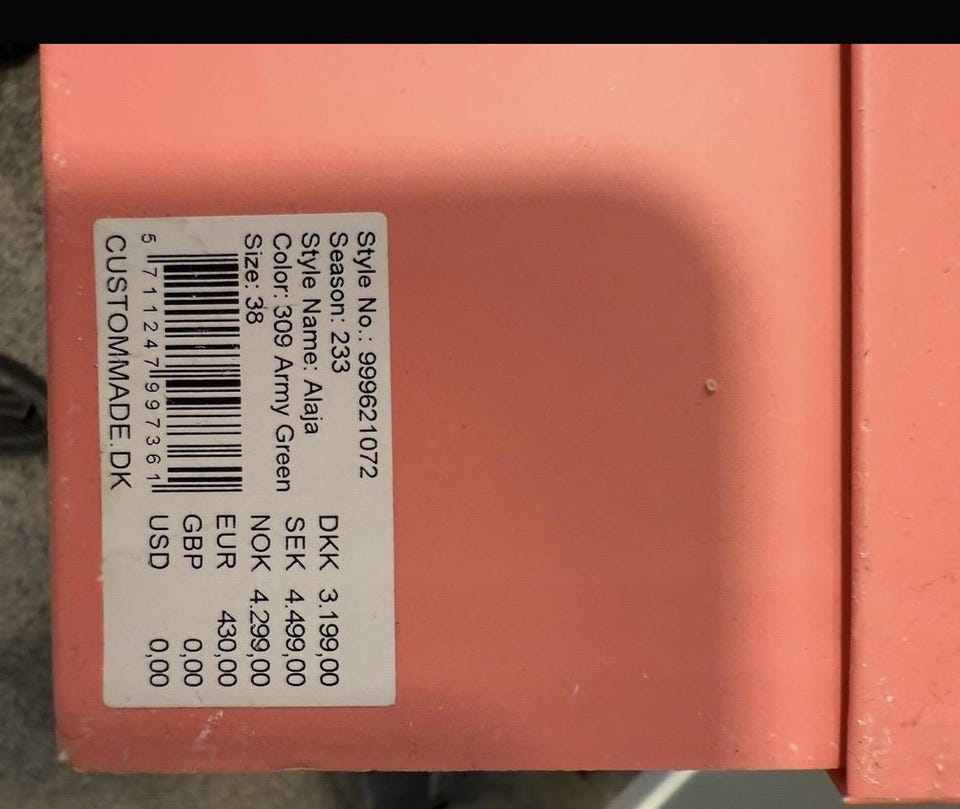 Style No.: 999621072
Season: 233
Style Name: Alaja
Color: 309 Army Green
Size: 38
5 711247 997361
CUSTOMMADE.DK
DKK 3.199,00
SEK 4.499,00
NOK 4.299,00
EUR 430,00
GBP 0,00
USD 0,00